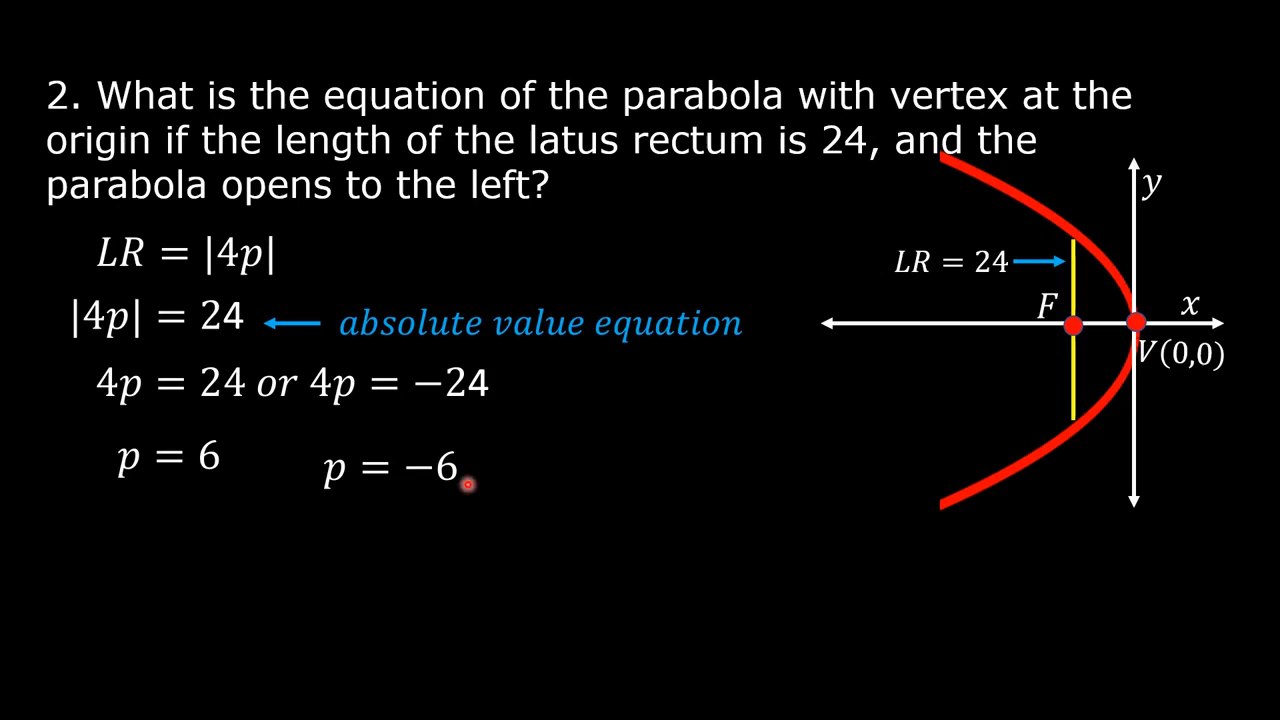 2. What is the equation of the parabola with vertex at the
origin if the length of the latus rectum is 24, and the
parabola opens to the left?
LR = |4p|
|4p| = 24
absolute value equation
4p = 24 or 4p = −24
p = 6
p = −6
y
LR = 24
F
x
V(0,0)